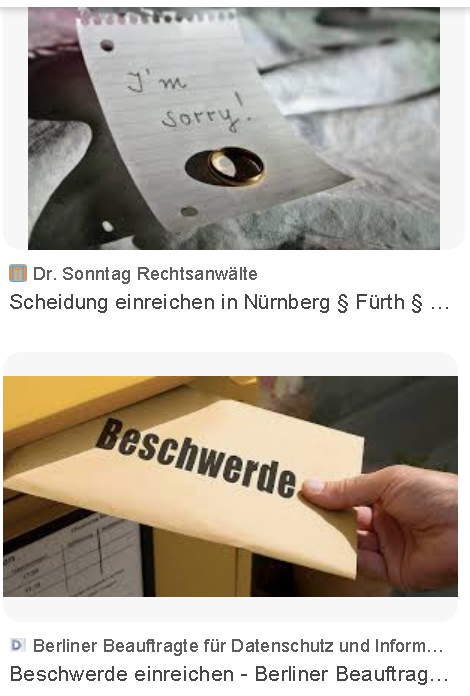 I'm
sorry!
Dr. Sonntag Rechtsanwälte
Scheidung einreichen in Nürnberg § Fürth § ...
Beschwerde
Berliner Beauftragte für Datenschutz und Inform...
Beschwerde einreichen - Berliner Beauftrag...